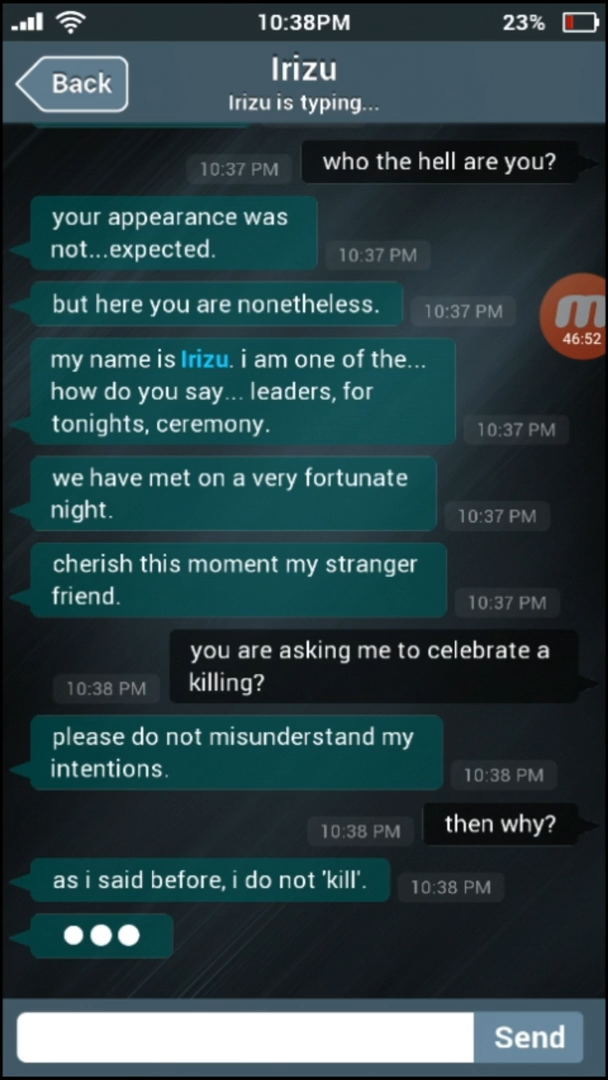 10:38PM
23%
Back
Irizu
Irizu is typing...
10:37 PM
who the hell are you?
your appearance was
not...expected.
10:37 PM
but here you are nonetheless.
10:37 PM
m
46:52
my name is Irizu. i am one of the...
how do you say... leaders, for
tonights, ceremony.
10:37 PM
we have met on a very fortunate
night.
10:37 PM
cherish this moment my stranger
friend.
10:37 PM
you are asking me to celebrate a
killing?
10:38 PM
please do not misunderstand my
intentions.
10:38 PM
10:38 PM
then why?
as i said before, i do not 'kill'.
10:38 PM
Send